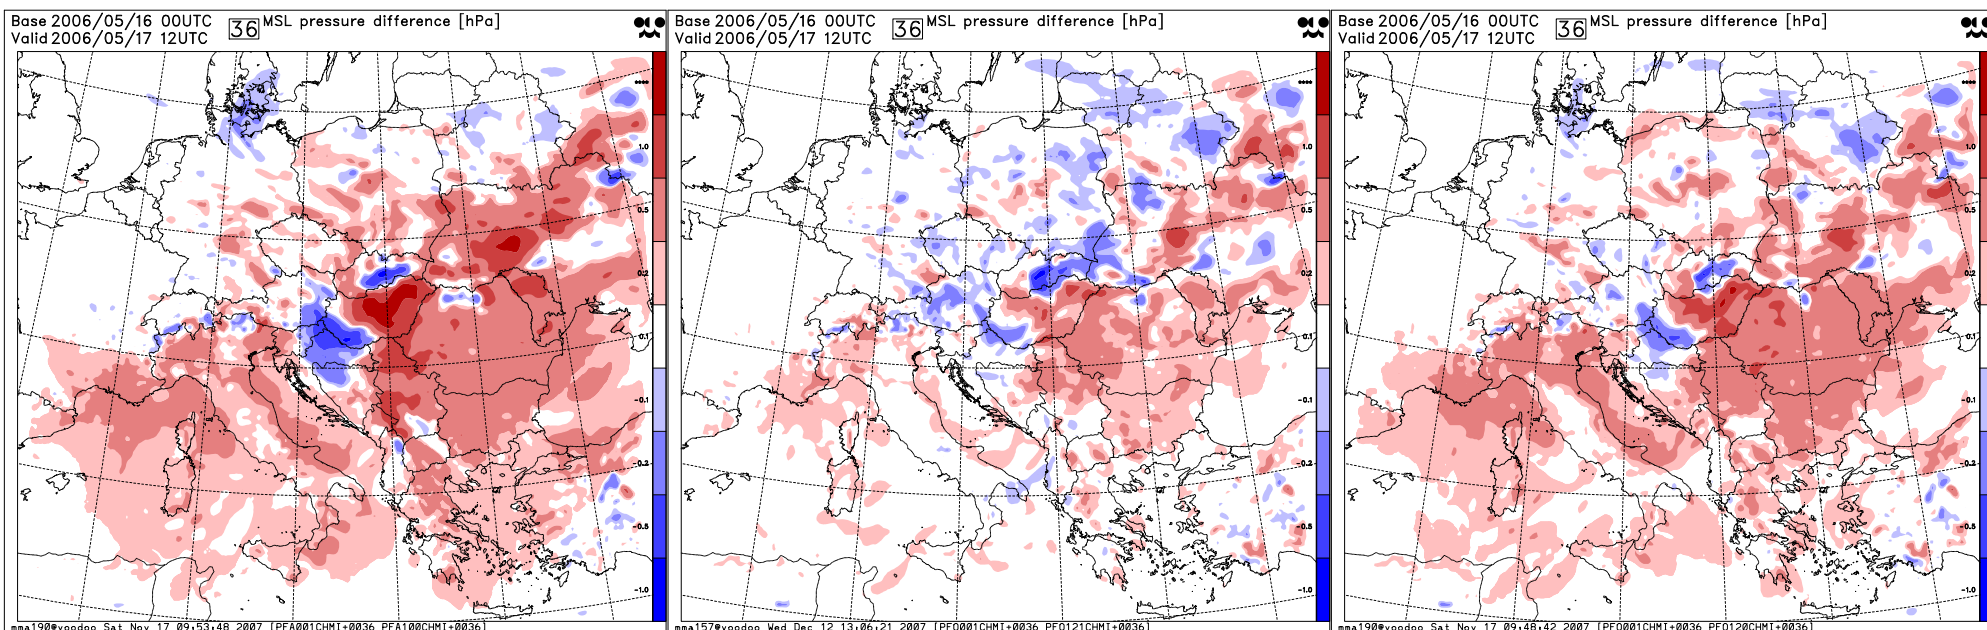 Base 2006/05/16 00UTC
Valid 2006/05/17 12UTC
36
MSL pressure difference [hPa]
1.0
0.5
0.2
0.1
-0.1
-0.2
-0.5
-1.0
mma190@voodoo Sat Nov 17 09:53:48 2007 [PFA001CHMI+0036 PFA100CHMI+0036]
Base 2006/05/16 00UTC
Valid 2006/05/17 12UTC
36
MSL pressure difference [hPa]
1.0
0.5
0.2
0.1
-0.1
-0.2
-0.5
-1.0
mma157@voodoo Wed Dec 12 13:06:21 2007 [PFO001CHMI+0036 PFO121CHMI+0036]
Base 2006/05/16 00UTC
Valid 2006/05/17 12UTC
36
MSL pressure difference [hPa]
1.0
0.5
0.2
0.1
-0.1
-0.2
-0.5
-1.0
mma190@voodoo Sat Nov 17 09:48:42 2007 [PFO001CHMI+0036 PFO120CHMI+0036]